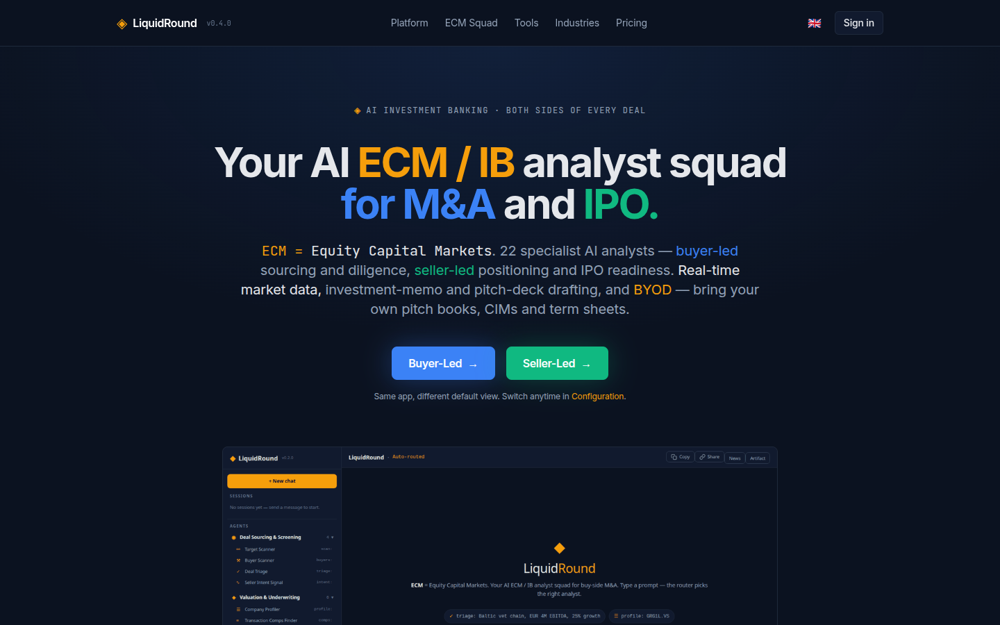 LiquidRound v0.4.0
Platform ECM Squad Tools Industries Pricing
Sign in
AI INVESTMENT BANKING · BOTH SIDES OF EVERY DEAL
Your AI ECM / IB analyst squad
for M&A and IPO.
ECM = Equity Capital Markets. 22 specialist AI analysts — buyer-led
sourcing and diligence, seller-led positioning and IPO readiness. Real-time
market data, investment-memo and pitch-deck drafting, and BYOD — bring your
own pitch books, CIMs and term sheets.
Buyer-Led →
Seller-Led →
Same app, different default view. Switch anytime in Configuration.
LiquidRound v0.2.0
LiquidRound · Auto-routed
Copy Share News Artifact
+ New chat
SESSIONS
No sessions yet — send a message to start.
AGENTS
Deal Sourcing & Screening 4
Target Scanner scan:
Buyer Scanner buyers:
Deal Triage triage:
Seller Intent Signal intent:
Valuation & Underwriting 6
Company Profiler profile:
Transaction Comps Finder comps:
LiquidRound
ECM = Equity Capital Markets. Your AI ECM / IB analyst squad for buy-side M&A. Type a prompt — the router picks
the right analyst.
triage: Baltic vet chain, EUR 4M EBITDA, 25% growth
profile: GRG1L.VS